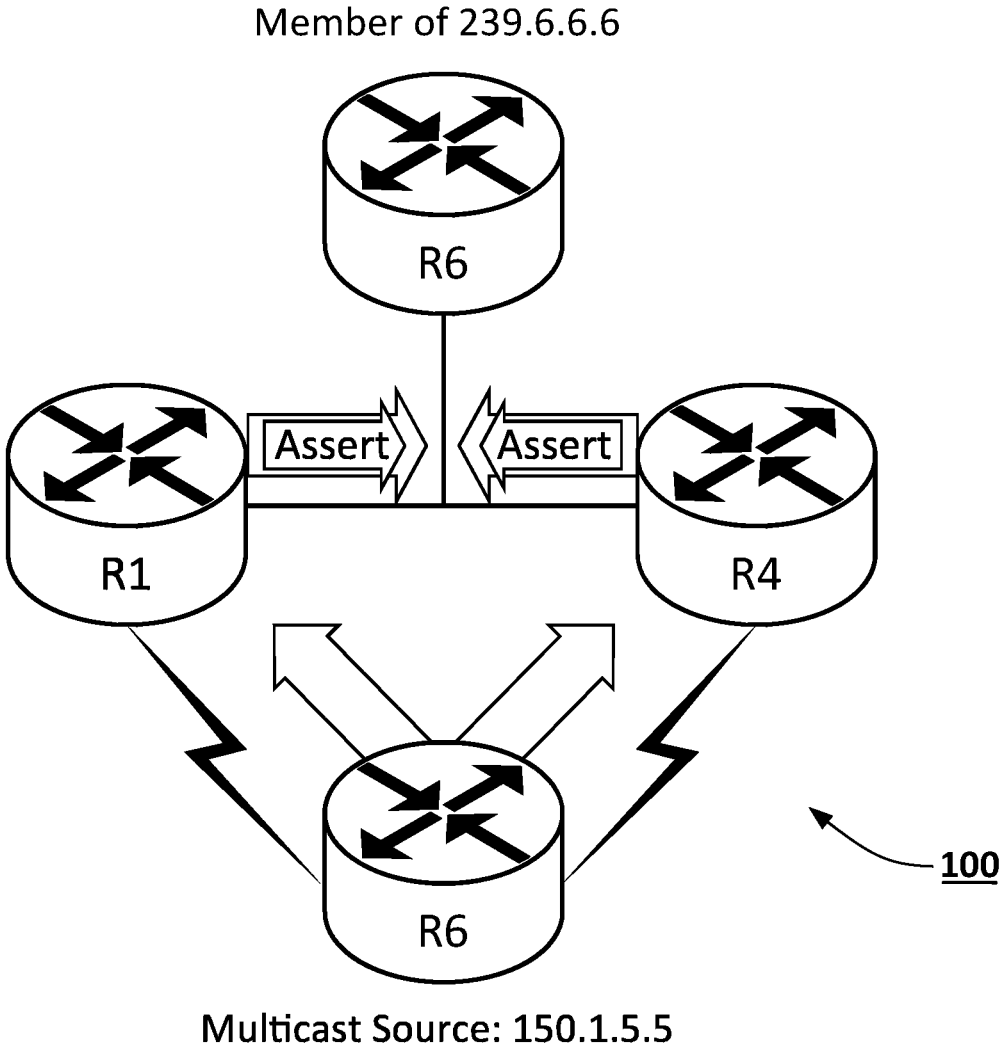 Member of 239.6.6.6
R6
Assert
Assert
R1
R4
R6
100
Multicast Source: 150.1.5.5